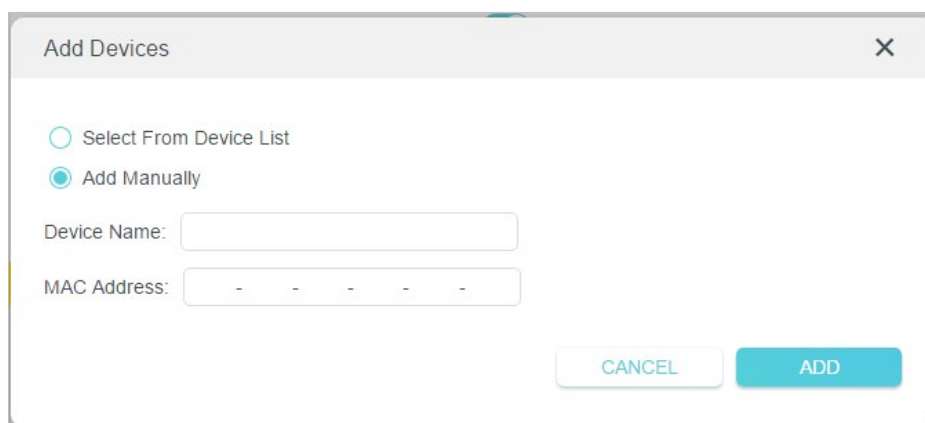 Add Devices
Select From Device List
Add Manually
Device Name:
MAC Address: - - - - -
CANCEL ADD